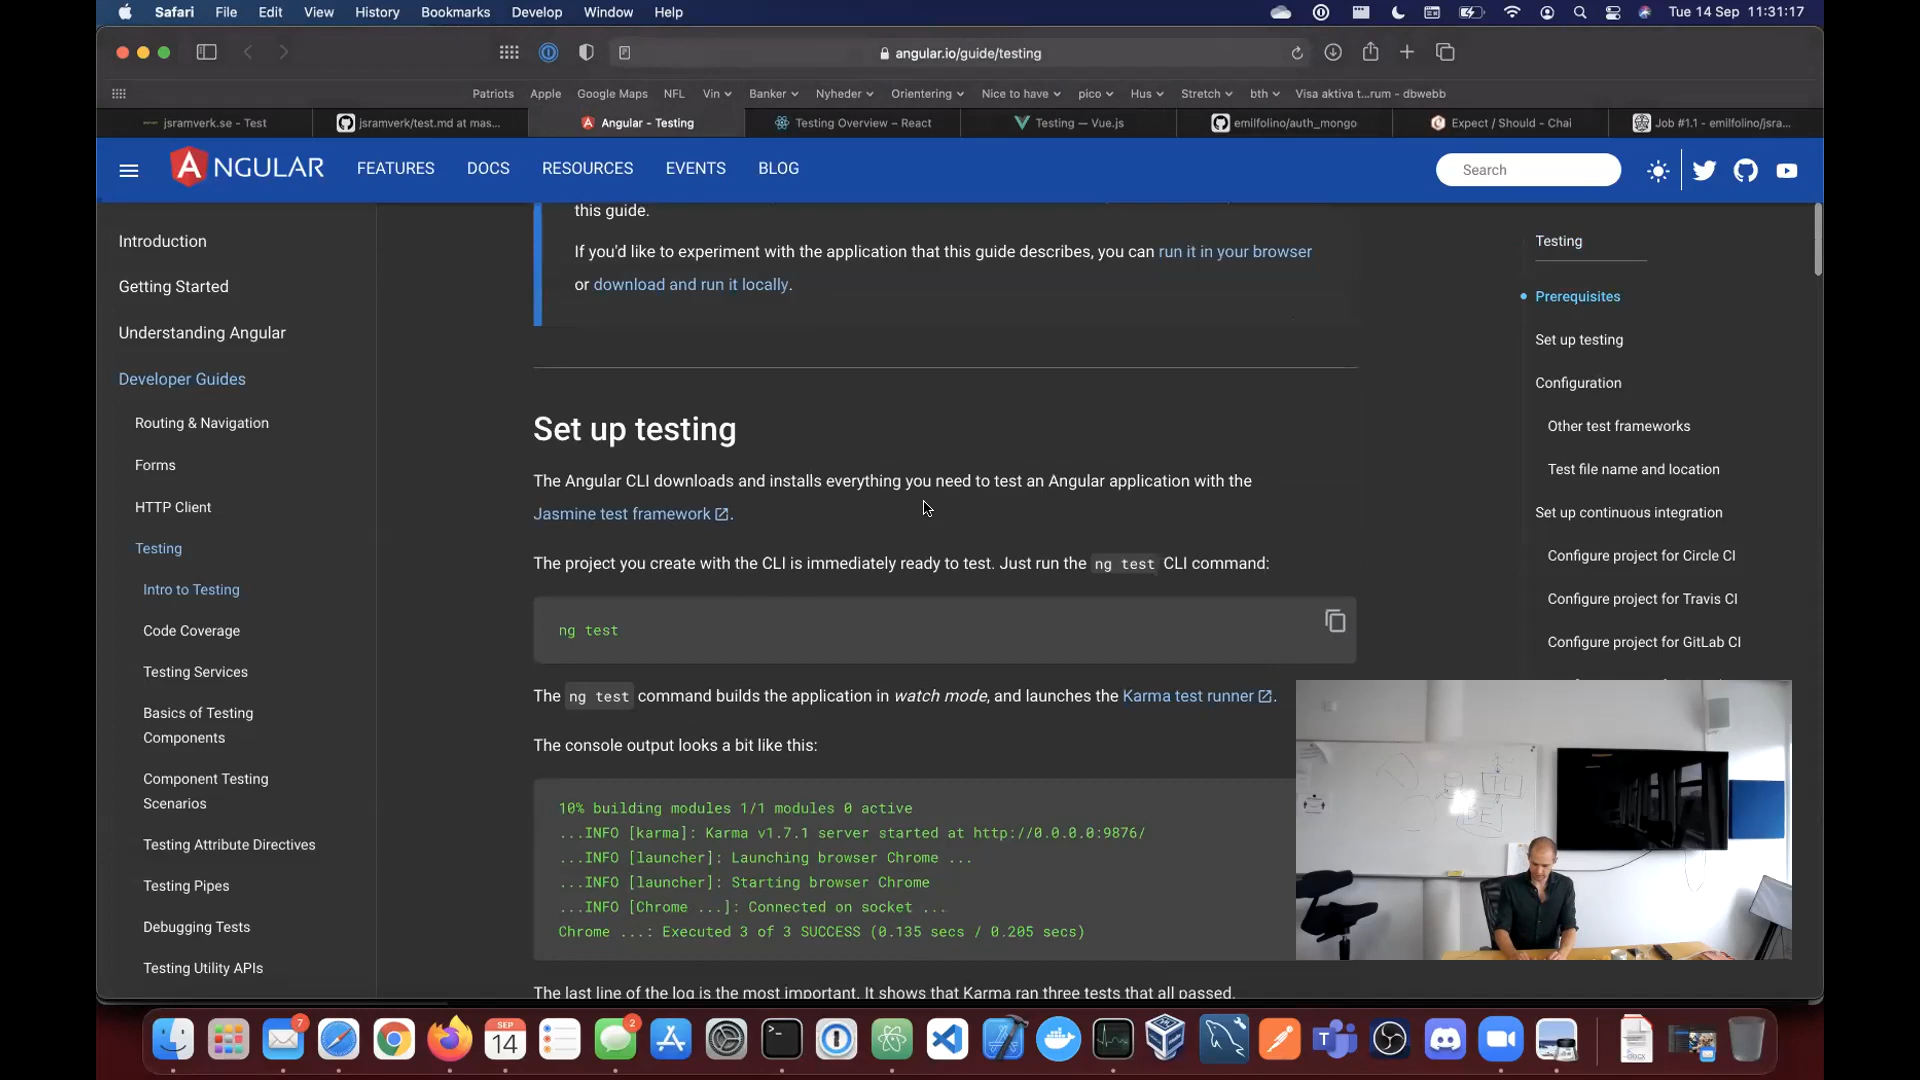 Safari File Edit View History Bookmarks Develop Window Help Tue 14 Sep 11:31:17
angular.io/guide/testing
Patriots Apple Google Maps NFL Vin Banker Nyheder Orientering Nice to have pico Hus Stretch bth Visa aktiva t...rum - dbwebb
jsramverk.se - Test jsramverk/test.md at mas... Angular - Testing Testing Overview – React Testing — Vue.js emilfolino/auth_mongo Expect / Should - Chai Job #1.1 - emilfolino/jsra...
ANGULAR FEATURES DOCS RESOURCES EVENTS BLOG Search
Introduction
Getting Started
Understanding Angular
Developer Guides
Routing & Navigation
Forms
HTTP Client
Testing
Intro to Testing
Code Coverage
Testing Services
Basics of Testing
Components
Component Testing
Scenarios
Testing Attribute Directives
Testing Pipes
Debugging Tests
Testing Utility APIs
this guide.
If you'd like to experiment with the application that this guide describes, you can run it in your browser
or download and run it locally.
Set up testing
The Angular CLI downloads and installs everything you need to test an Angular application with the
Jasmine test framework.
The project you create with the CLI is immediately ready to test. Just run the ng test CLI command:
ng test
The ng test command builds the application in watch mode, and launches the Karma test runner.
The console output looks a bit like this:
10% building modules 1/1 modules 0 active
...INFO [karma]: Karma v1.7.1 server started at http://0.0.0.0:9876/
...INFO [launcher]: Launching browser Chrome ...
...INFO [launcher]: Starting browser Chrome
...INFO [Chrome ...]: Connected on socket ...
Chrome ...: Executed 3 of 3 SUCCESS (0.135 secs / 0.205 secs)
The last line of the log is the most important. It shows that Karma ran three tests that all passed.
Testing
Prerequisites
Set up testing
Configuration
Other test frameworks
Test file name and location
Set up continuous integration
Configure project for Circle CI
Configure project for Travis CI
Configure project for GitLab CI
7
SEP
14
2